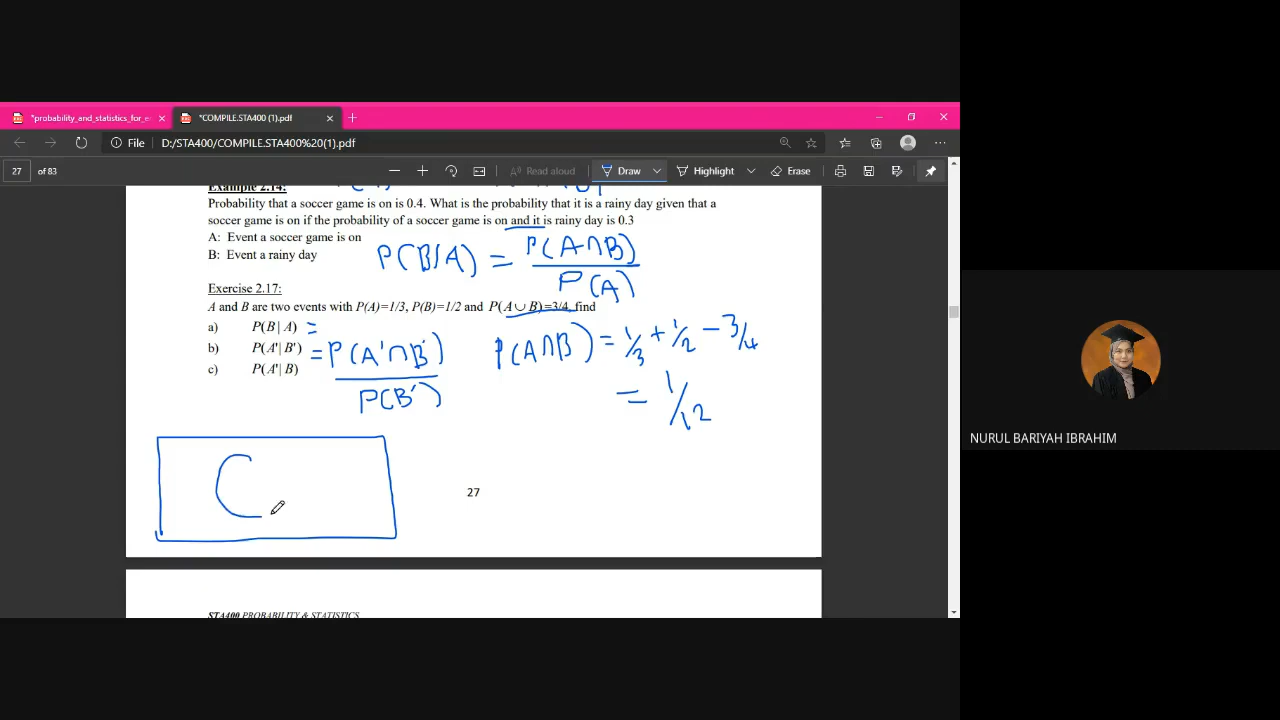 *probability_and_statistics_for_e
*COMPILE.STA400 (1).pdf
File D:/STA400/COMPILE.STA400%20(1).pdf
27 of 83
Read aloud
Draw
Highlight
Erase
Example 2.14:
Probability that a soccer game is on is 0.4. What is the probability that it is a rainy day given that a
soccer game is on if the probability of a soccer game is on and it is rainy day is 0.3
A: Event a soccer game is on
B: Event a rainy day
P(B|A) = P(A∩B) / P(A)
Exercise 2.17:
A and B are two events with P(A)=1/3, P(B)=1/2 and P(A ∪ B)=3/4, find
a) P(B | A) =
b) P(A'| B') = P(A'∩B') / P(B')
c) P(A'| B)
P(A∩B) = 1/3 + 1/2 - 3/4
= 1/12
27
STA400 PROBABILITY & STATISTICS
NURUL BARIYAH IBRAHIM